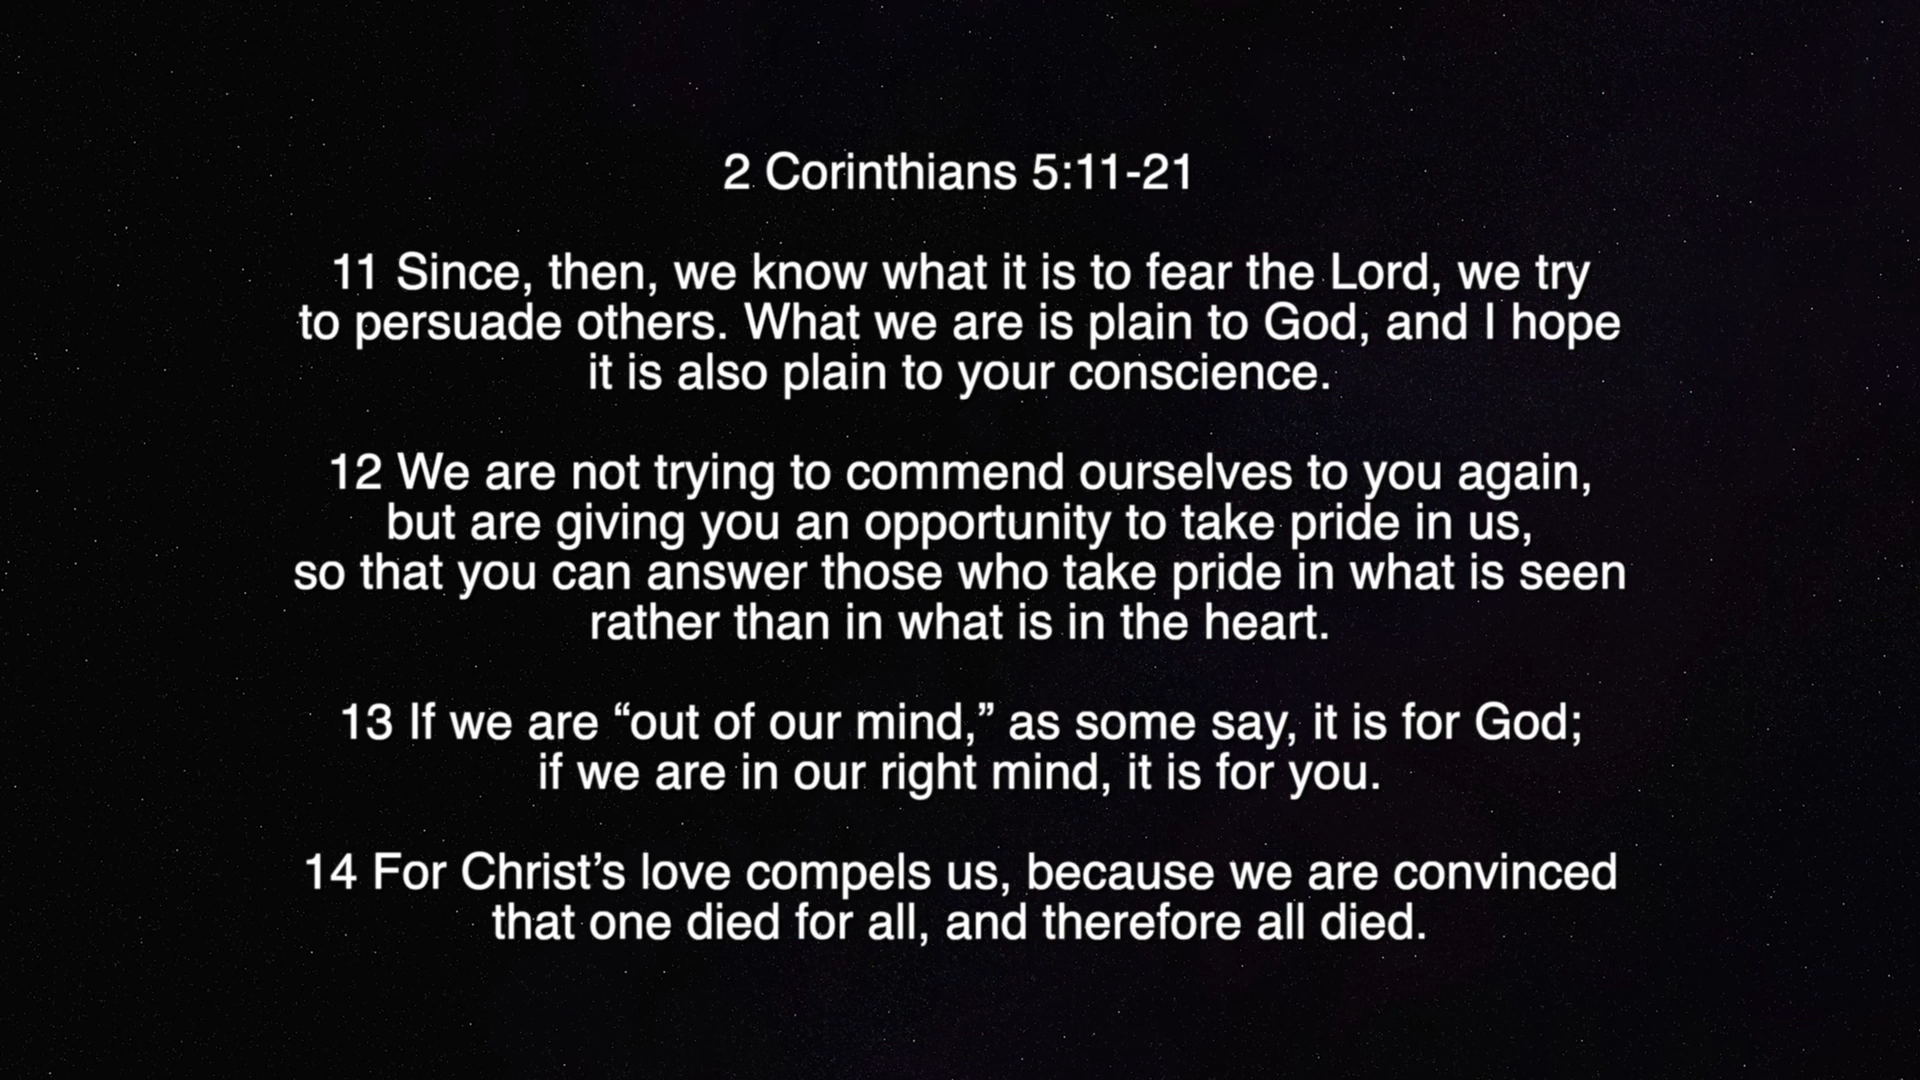 2 Corinthians 5:11-21
11 Since, then, we know what it is to fear the Lord, we try
to persuade others. What we are is plain to God, and I hope
it is also plain to your conscience.
12 We are not trying to commend ourselves to you again,
but are giving you an opportunity to take pride in us,
so that you can answer those who take pride in what is seen
rather than in what is in the heart.
13 If we are “out of our mind,” as some say, it is for God;
if we are in our right mind, it is for you.
14 For Christ’s love compels us, because we are convinced
that one died for all, and therefore all died.